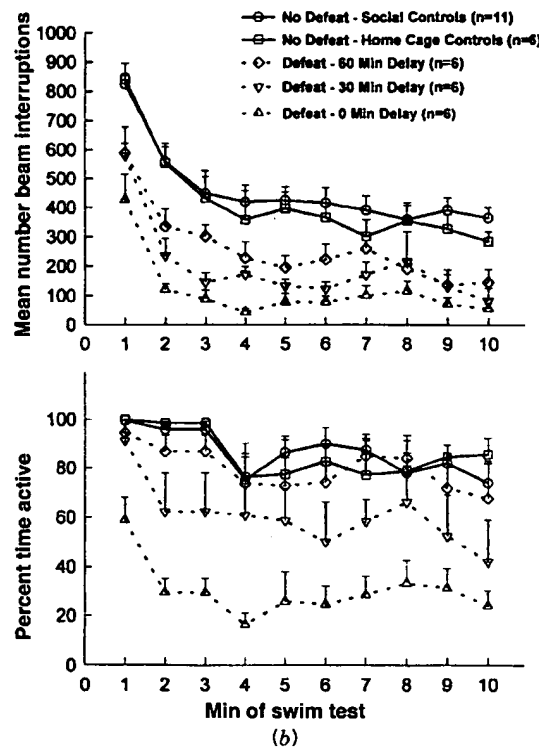 No Defeat - Social Controls (n=11)
No Defeat - Home Cage Controls (n=6)
Defeat - 60 Min Delay (n=6)
Defeat - 30 Min Delay (n=6)
Defeat - 0 Min Delay (n=6)
Mean number beam interruptions
1000
900
800
700
600
500
400
300
200
100
0
0 1 2 3 4 5 6 7 8 9 10
Percent time active
100
80
60
40
20
0
0 1 2 3 4 5 6 7 8 9 10
Min of swim test
(b)